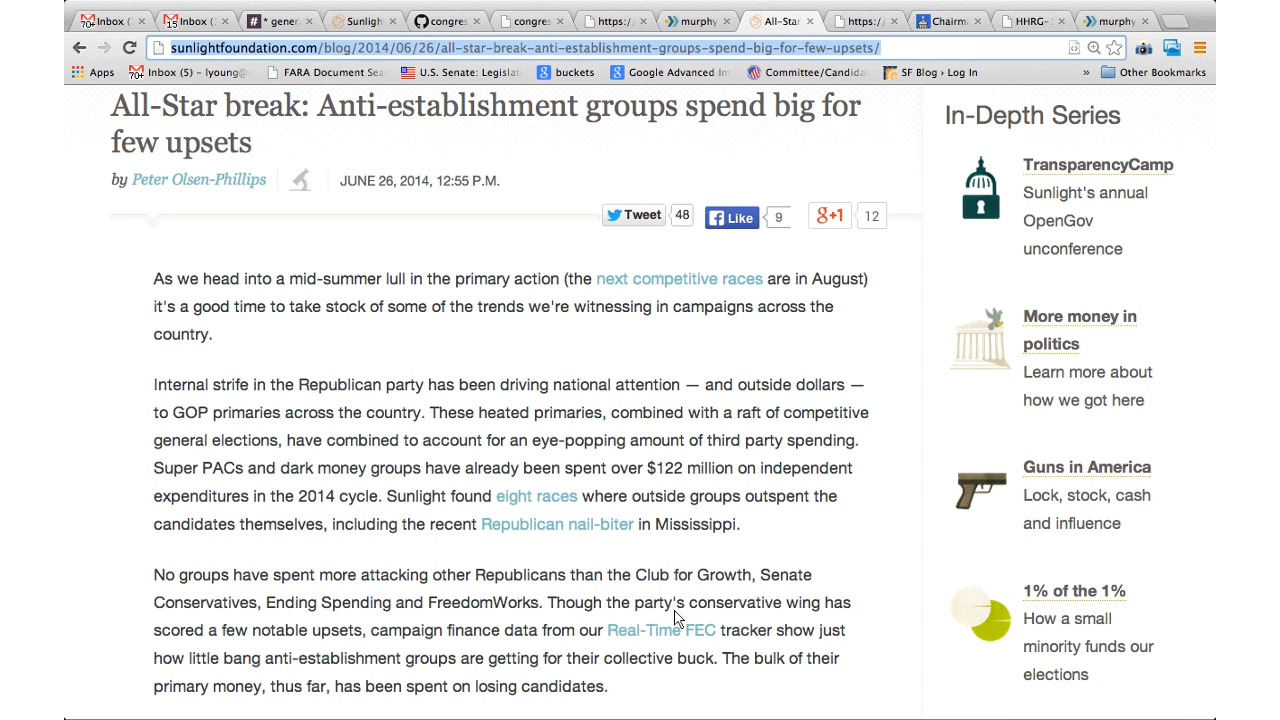 Inbox (
Inbox (
* gener
Sunligh
congres
congres
https:/
murphy
All-Star
https:/
Chairma
HHRG-
murphy
sunlightfoundation.com/blog/2014/06/26/all-star-break-anti-establishment-groups-spend-big-for-few-upsets/
Apps
Inbox (5) - lyoung@
FARA Document Sea
U.S. Senate: Legislat
buckets
Google Advanced Im
Committee/Candida
SF Blog › Log In
»
Other Bookmarks
All-Star break: Anti-establishment groups spend big for
few upsets
by Peter Olsen-Phillips
JUNE 26, 2014, 12:55 P.M.
Tweet 48
Like 9
g+1 12
As we head into a mid-summer lull in the primary action (the next competitive races are in August)
it's a good time to take stock of some of the trends we're witnessing in campaigns across the
country.
Internal strife in the Republican party has been driving national attention — and outside dollars —
to GOP primaries across the country. These heated primaries, combined with a raft of competitive
general elections, have combined to account for an eye-popping amount of third party spending.
Super PACs and dark money groups have already been spent over $122 million on independent
expenditures in the 2014 cycle. Sunlight found eight races where outside groups outspent the
candidates themselves, including the recent Republican nail-biter in Mississippi.
No groups have spent more attacking other Republicans than the Club for Growth, Senate
Conservatives, Ending Spending and FreedomWorks. Though the party's conservative wing has
scored a few notable upsets, campaign finance data from our Real-Time FEC tracker show just
how little bang anti-establishment groups are getting for their collective buck. The bulk of their
primary money, thus far, has been spent on losing candidates.
In-Depth Series
TransparencyCamp
Sunlight's annual
OpenGov
unconference
More money in
politics
Learn more about
how we got here
Guns in America
Lock, stock, cash
and influence
1% of the 1%
How a small
minority funds our
elections